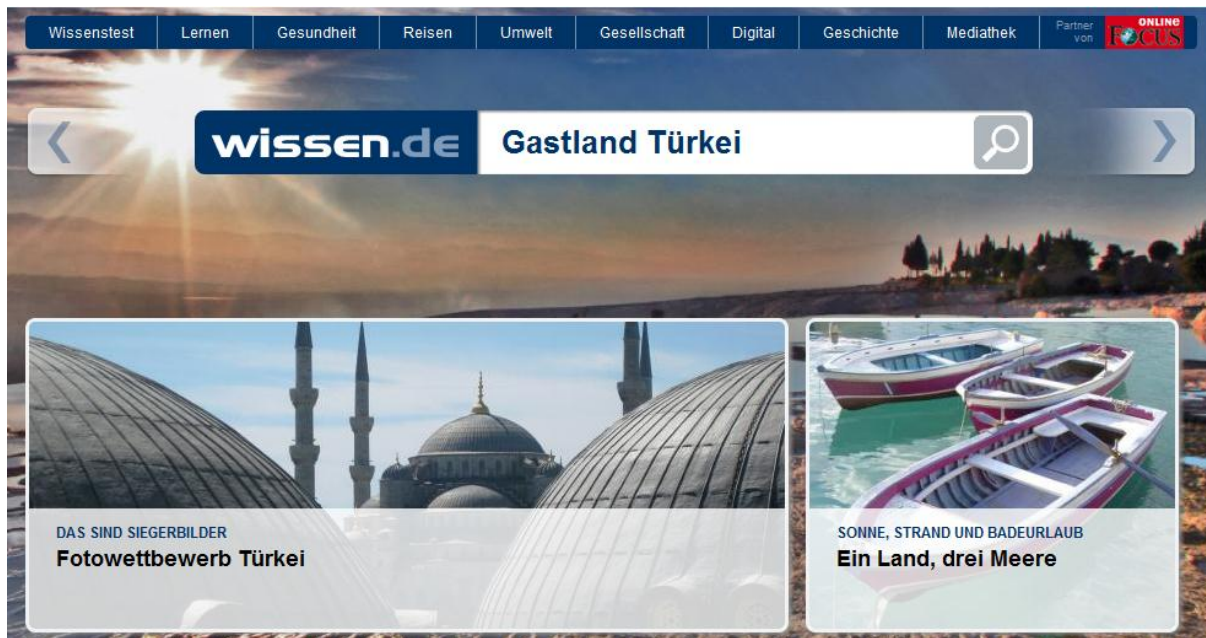 Wissenstest Lernen Gesundheit Reisen Umwelt Gesellschaft Digital Geschichte Mediathek Partner von ONLINE FOCUS
wissen.de Gastland Türkei
DAS SIND SIEGERBILDER
Fotowettbewerb Türkei
SONNE, STRAND UND BADEURLAUB
Ein Land, drei Meere